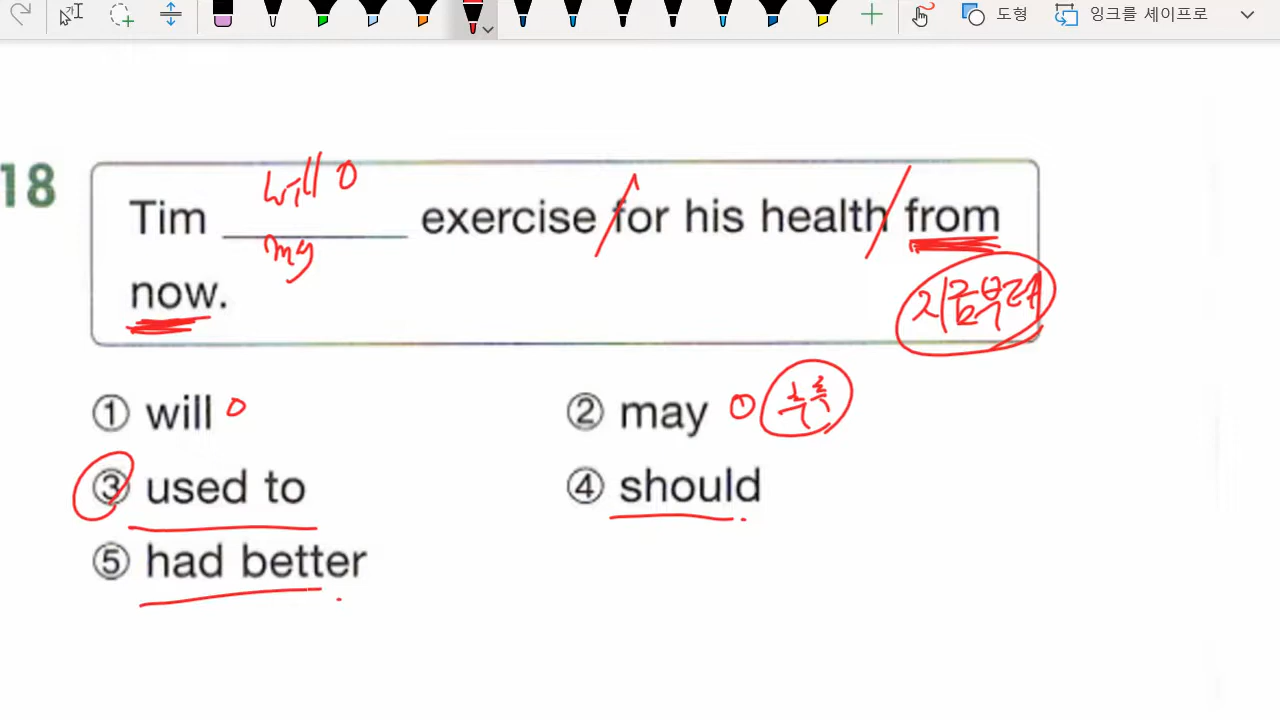 도형 잉크를 셰이프로
will o
18 Tim ________ exercise / for his health / from
my
now. 지금부터
① will o ② may o 추측
③ used to ④ should
⑤ had better